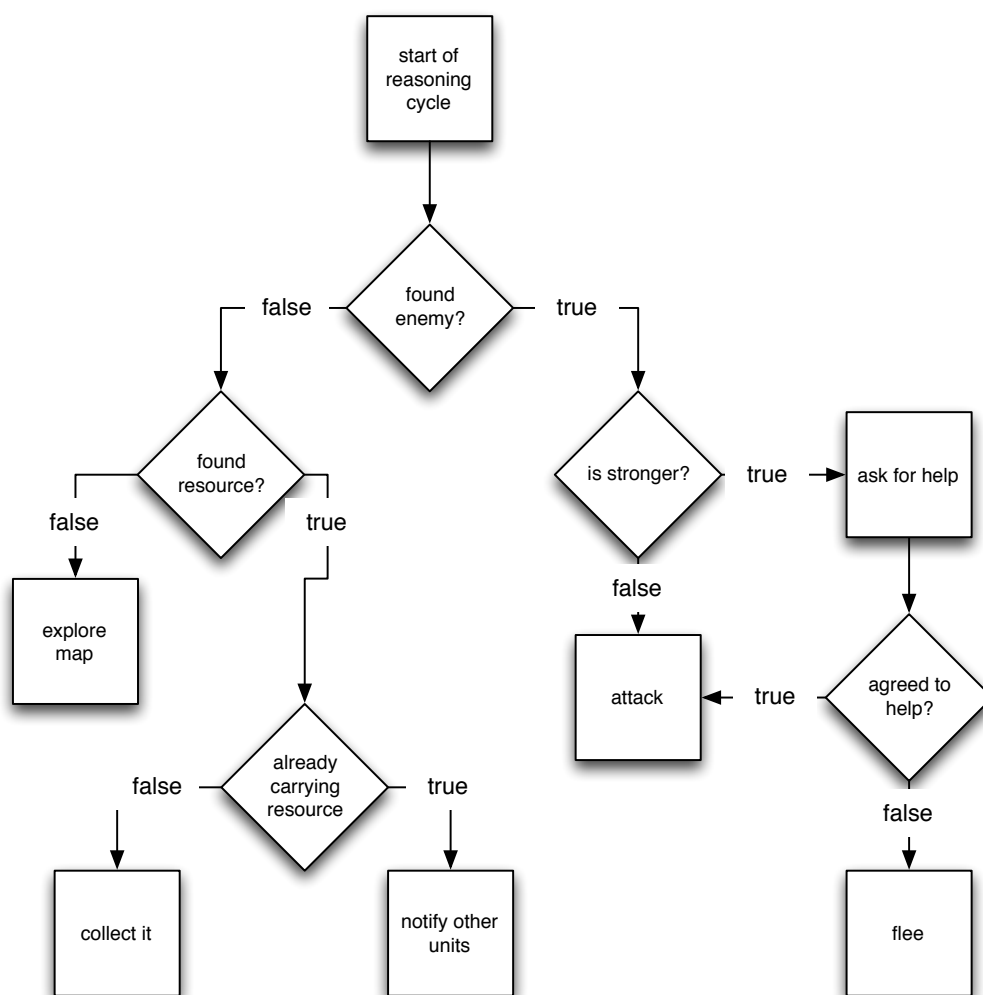 start of
reasoning
cycle
false
found
enemy?
true
found
resource?
is stronger?
true
ask for help
false
true
explore
map
false
attack
true
agreed to
help?
false
already
carrying
resource
true
false
collect it
notify other
units
flee